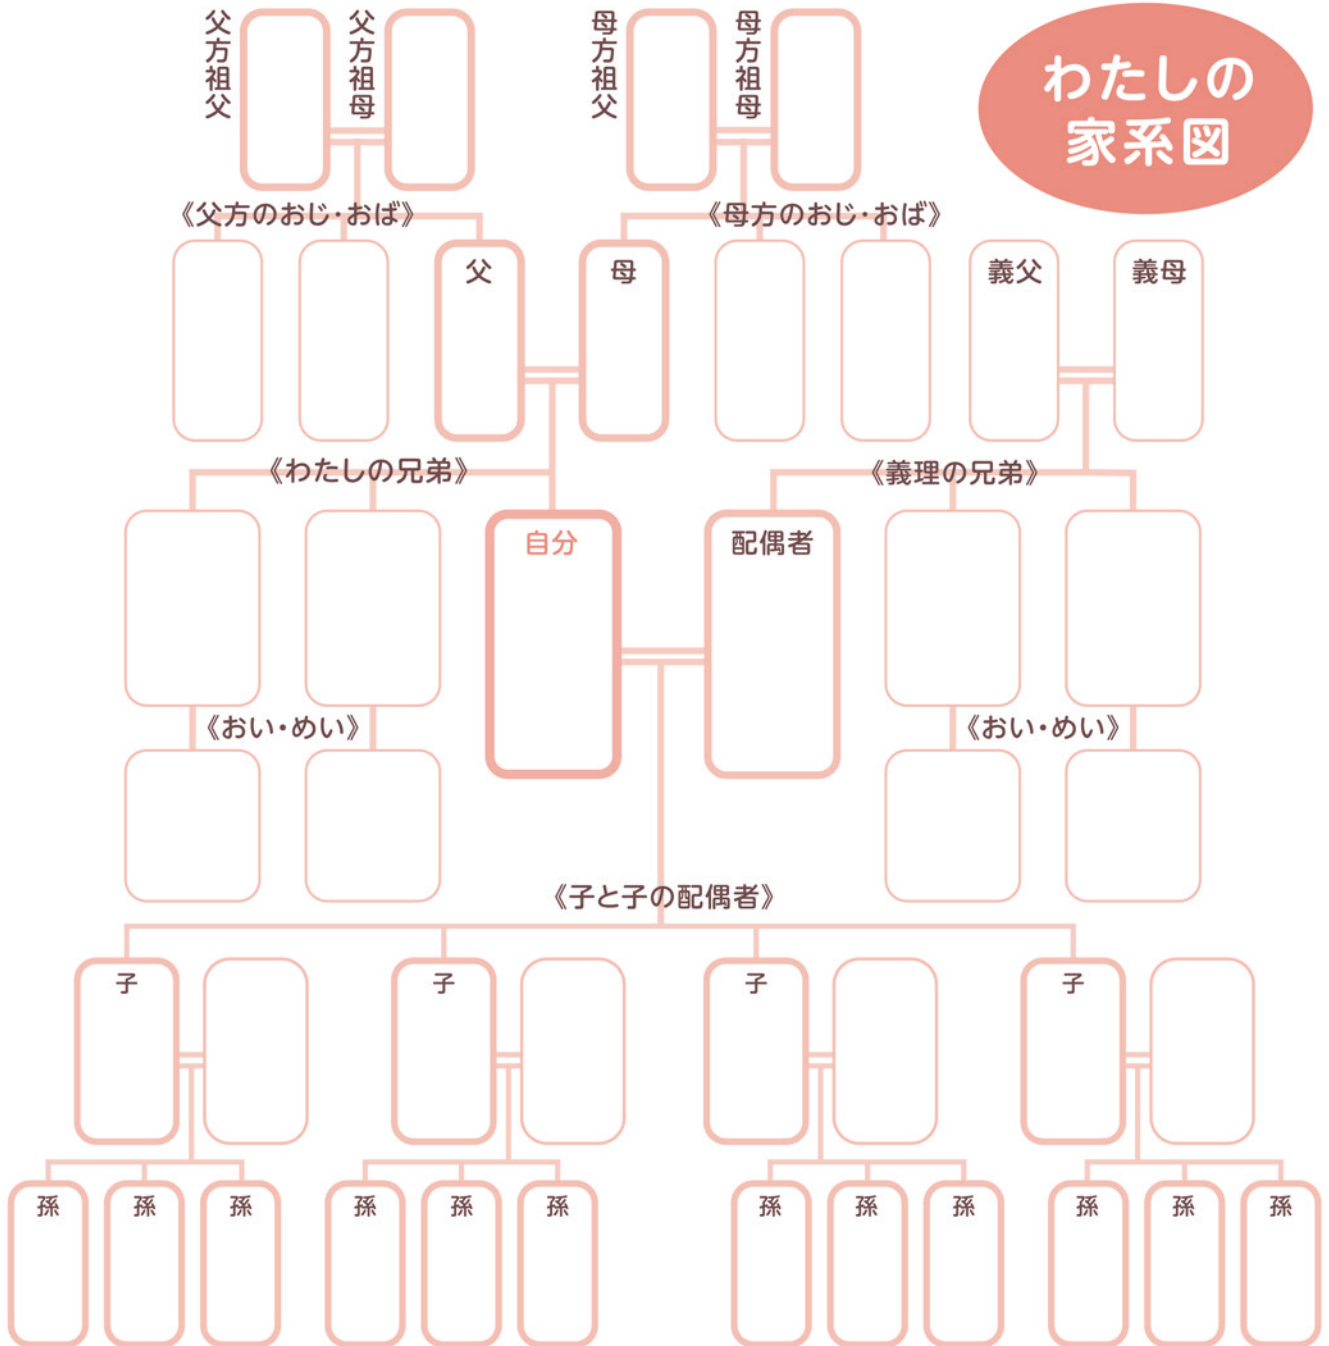 父方祖父
父方祖母
母方祖父
母方祖母
わたしの
家系図
《父方のおじ・おば》
《母方のおじ・おば》
父
母
義父
義母
《わたしの兄弟》
《義理の兄弟》
自分
配偶者
《おい・めい》
《おい・めい》
《子と子の配偶者》
子
子
子
子
孫
孫
孫
孫
孫
孫
孫
孫
孫
孫
孫
孫